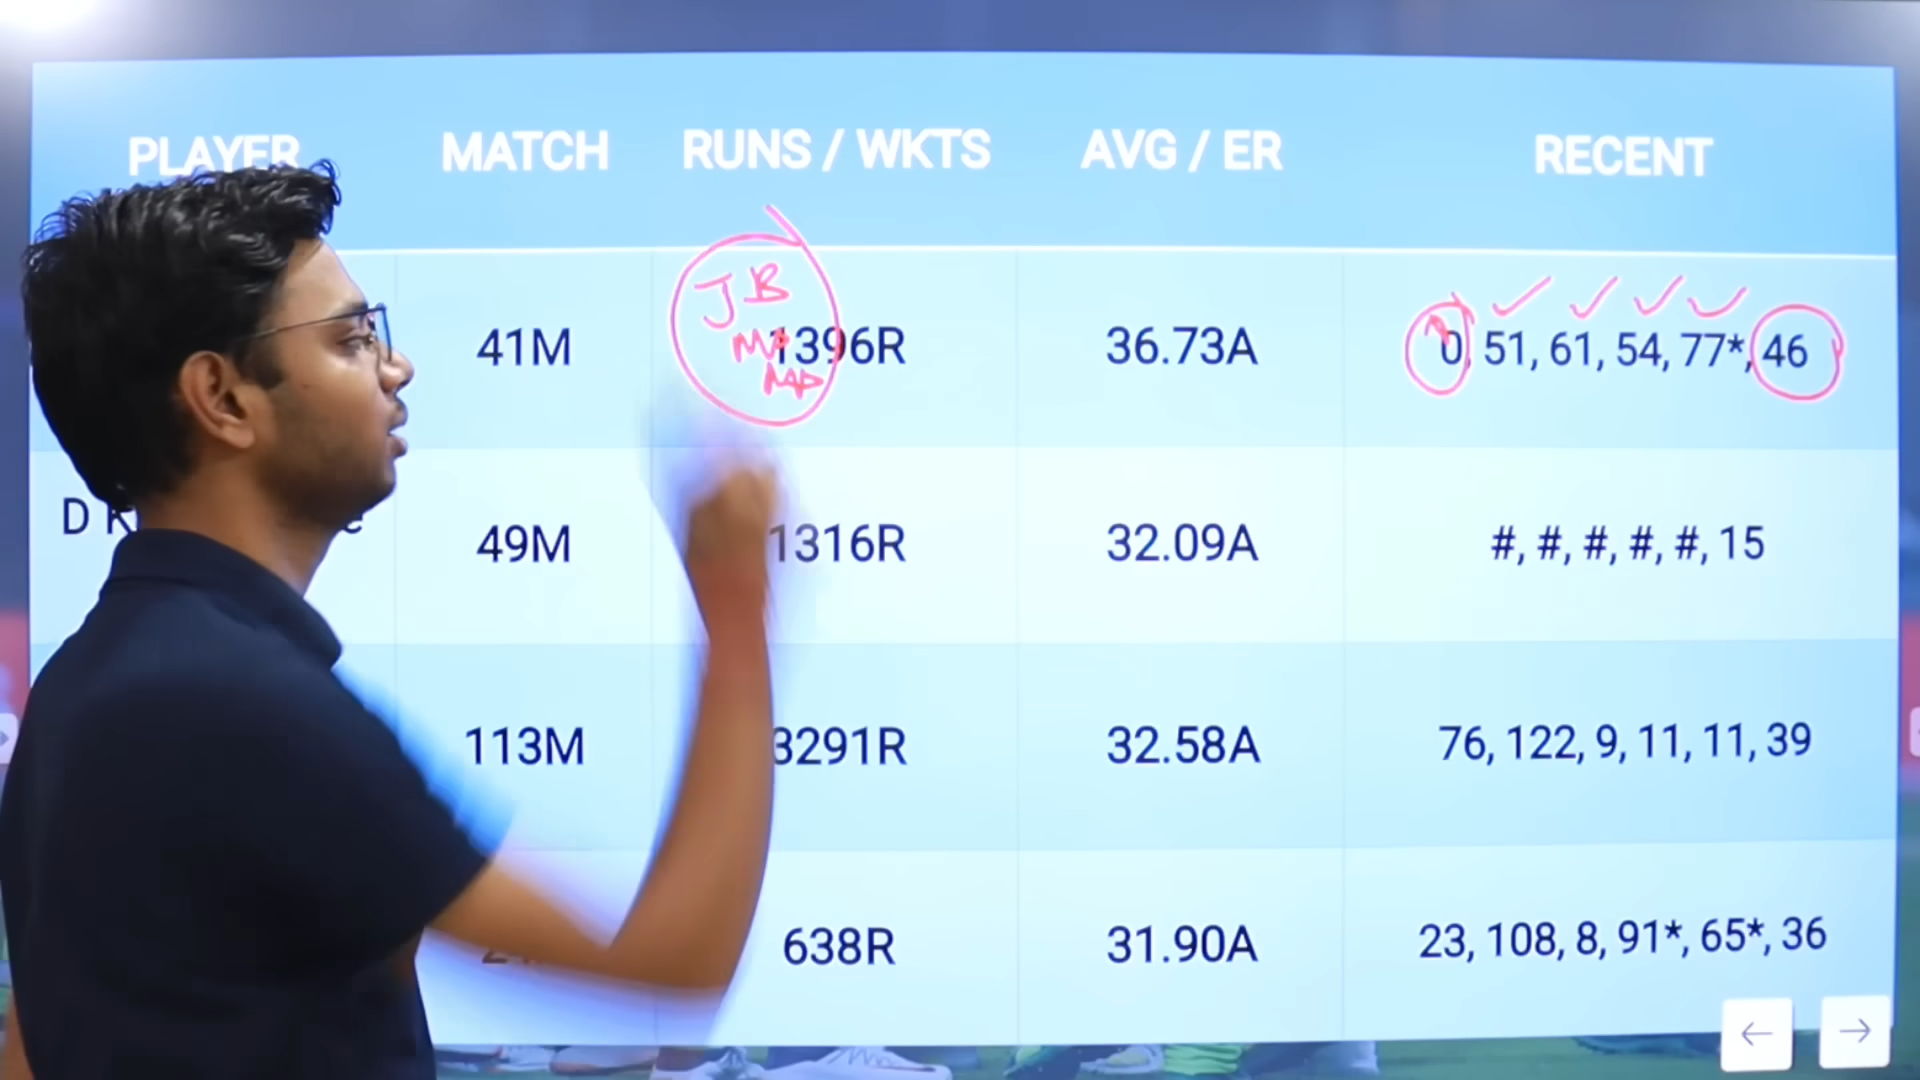 PLAYER MATCH RUNS / WKTS AVG / ER RECENT
JB
41M 1396R 36.73A 0, 51, 61, 54, 77*, 46
D K
49M 1316R 32.09A #, #, #, #, #, 15
113M 3291R 32.58A 76, 122, 9, 11, 11, 39
638R 31.90A 23, 108, 8, 91*, 65*, 36